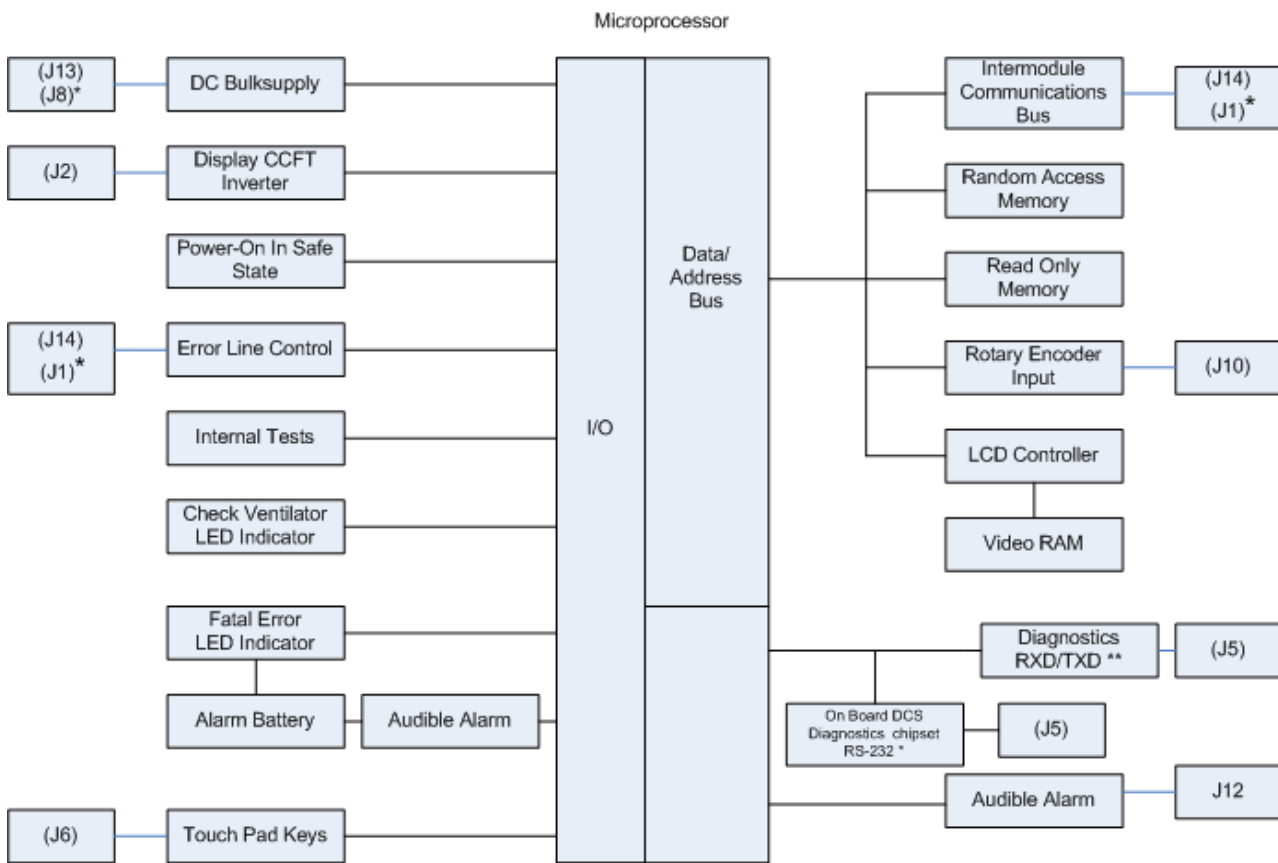 Microprocessor
(J13)
(J8)*
DC Bulksupply
(J2)
Display CCFT
Inverter
Power-On In Safe
State
(J14)
(J1)*
Error Line Control
Internal Tests
Check Ventilator
LED Indicator
Fatal Error
LED Indicator
Alarm Battery
Audible Alarm
(J6)
Touch Pad Keys
I/O
Data/
Address
Bus
Intermodule
Communications
Bus
(J14)
(J1)*
Random Access
Memory
Read Only
Memory
Rotary Encoder
Input
(J10)
LCD Controller
Video RAM
Diagnostics
RXD/TXD **
(J5)
On Board DCS
Diagnostics chipset
RS-232 *
(J5)
Audible Alarm
J12